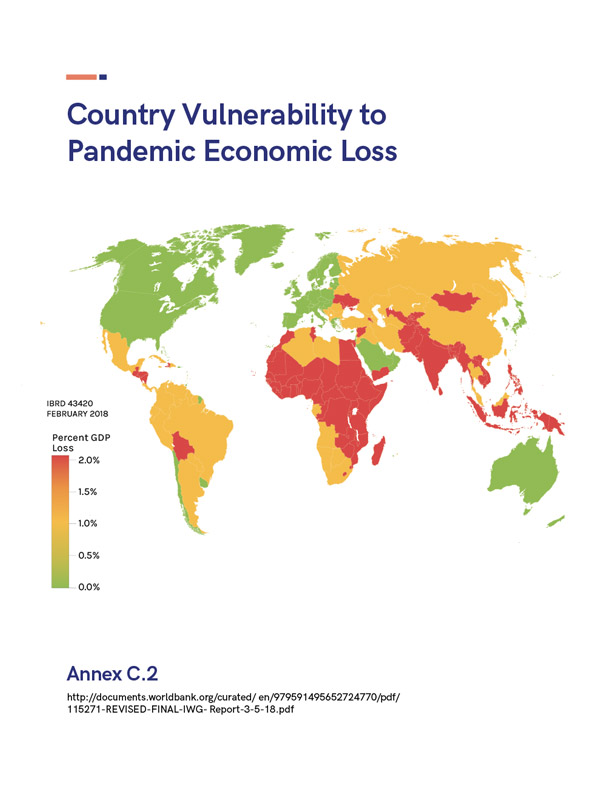 Country Vulnerability to
Pandemic Economic Loss
IBRD 43420
FEBRUARY 2018
Percent GDP
Loss
2.0%
1.5%
1.0%
0.5%
0.0%
Annex C.2
http://documents.worldbank.org/curated/ en/979591495652724770/pdf/
115271-REVISED-FINAL-IWG- Report-3-5-18.pdf